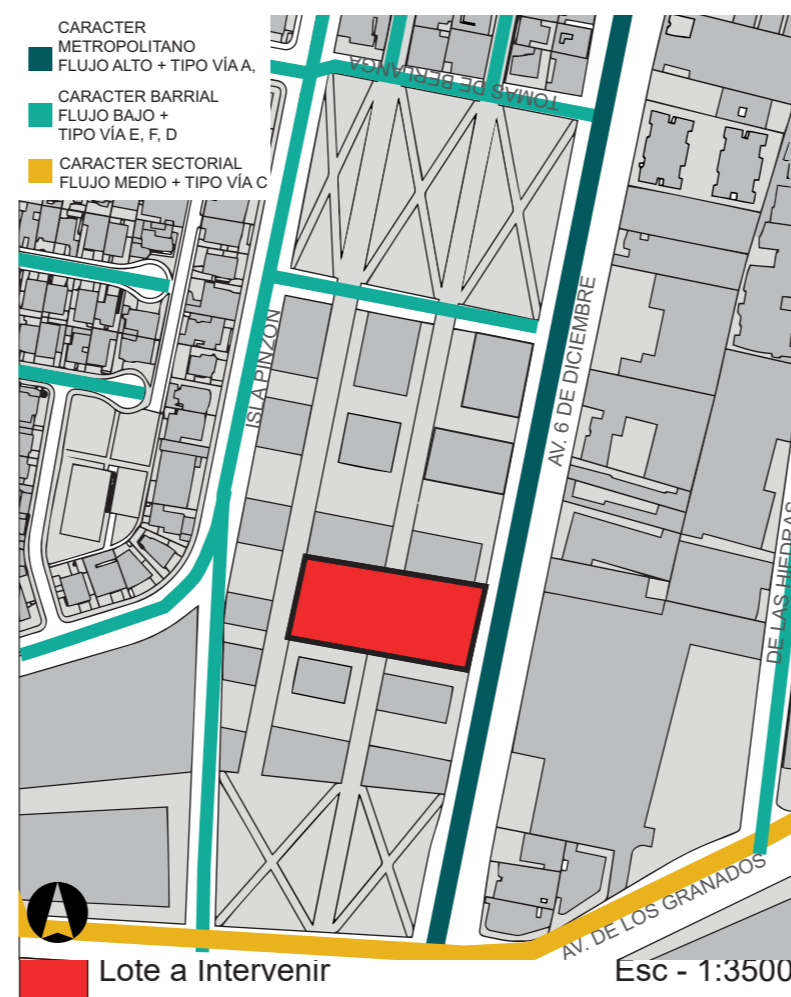 CARACTER
METROPOLITANO
FLUJO ALTO + TIPO VÍA A,
CARACTER BARRIAL
FLUJO BAJO +
TIPO VÍA E, F, D
CARACTER SECTORIAL
FLUJO MEDIO + TIPO VÍA C
TOMAS DE BERLANGA
ISLA PINZON
AV. 6 DE DICIEMBRE
DE LAS HIEDRAS
AV. DE LOS GRANADOS
Lote a Intervenir
Esc - 1:3500